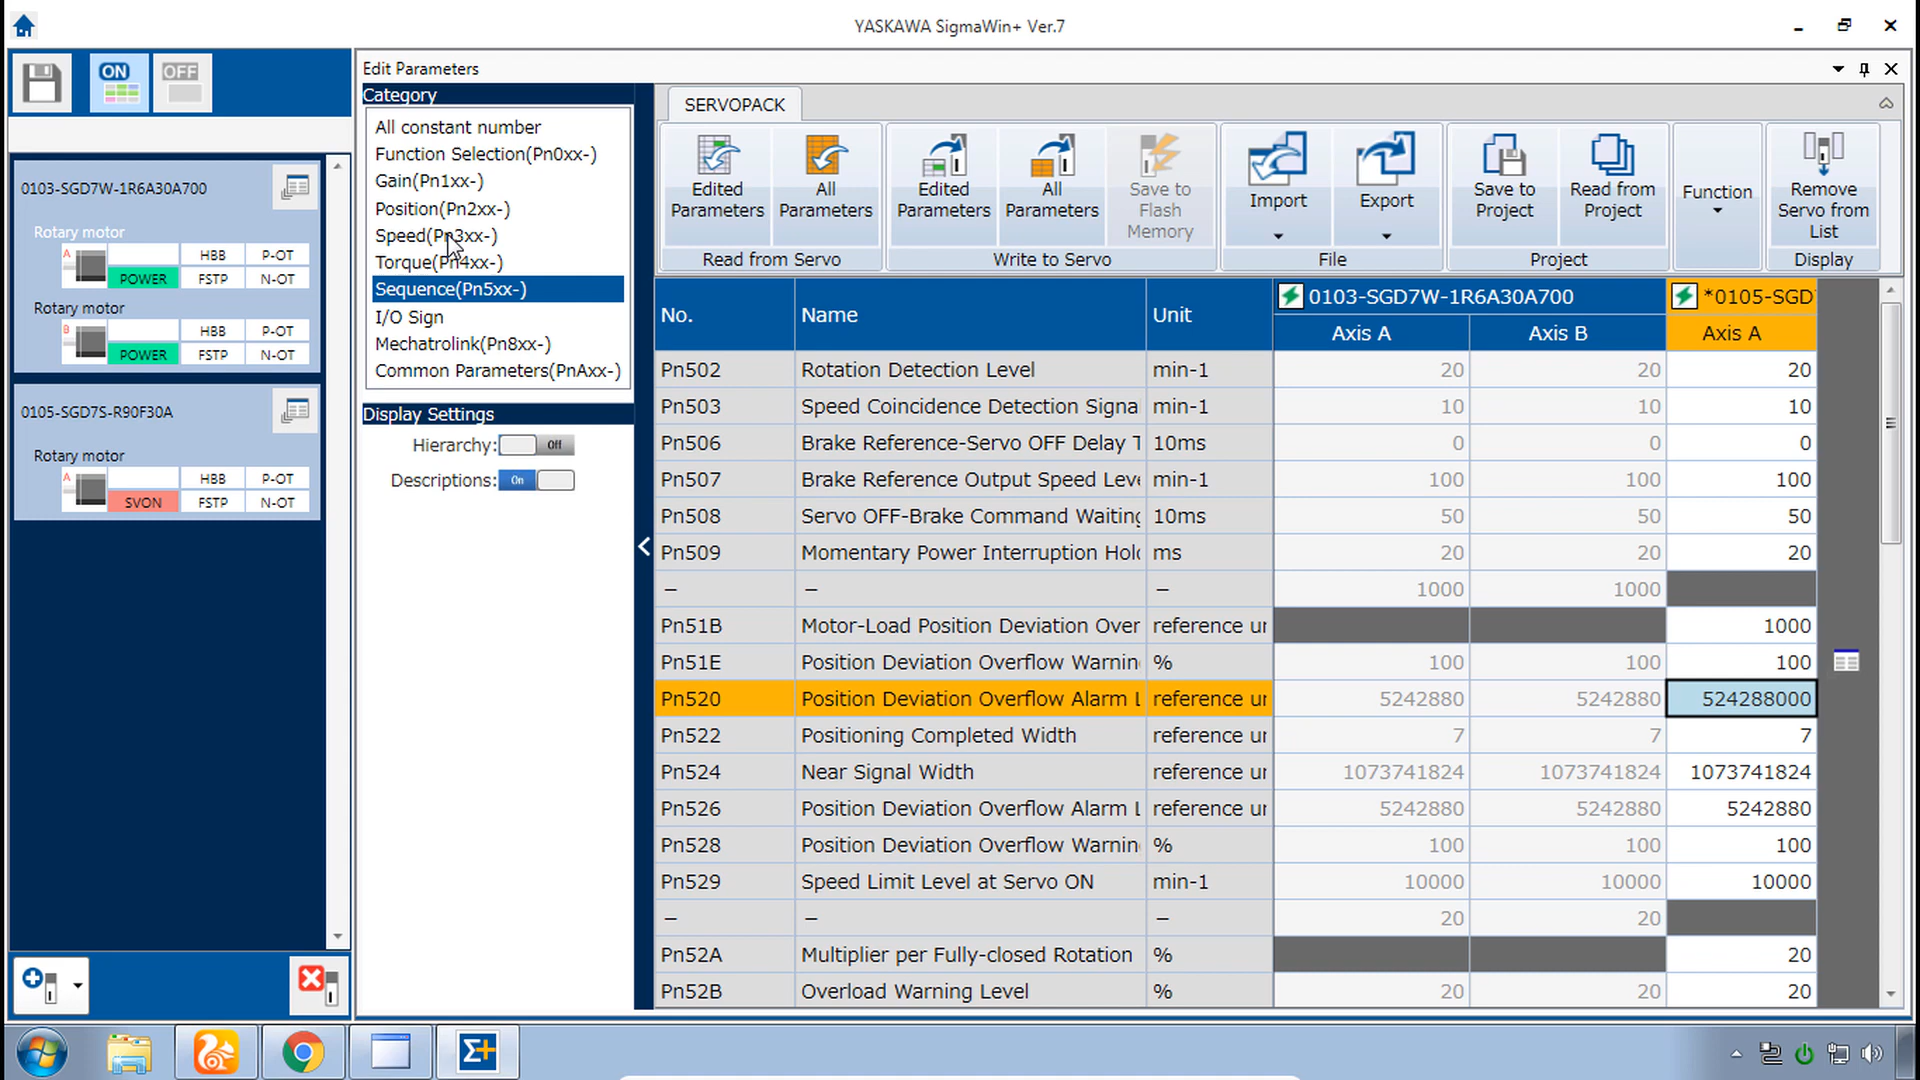 YASKAWA SigmaWin+ Ver.7
ON
OFF
0103-SGD7W-1R6A30A700
Rotary motor
A
HBB
P-OT
POWER
FSTP
N-OT
Rotary motor
B
HBB
P-OT
POWER
FSTP
N-OT
0105-SGD7S-R90F30A
Rotary motor
A
HBB
P-OT
SVON
FSTP
N-OT
Edit Parameters
Category
All constant number
Function Selection(Pn0xx-)
Gain(Pn1xx-)
Position(Pn2xx-)
Speed(Pn3xx-)
Torque(Pn4xx-)
Sequence(Pn5xx-)
I/O Sign
Mechatrolink(Pn8xx-)
Common Parameters(PnAxx-)
Display Settings
Hierarchy: Off
Descriptions: On
SERVOPACK
Edited Parameters
All Parameters
Read from Servo
Edited Parameters
All Parameters
Save to Flash Memory
Write to Servo
Import
Export
File
Save to Project
Read from Project
Project
Function
Remove Servo from List
Display
No. Name Unit 0103-SGD7W-1R6A30A700 *0105-SGD
Axis A Axis B Axis A
Pn502 Rotation Detection Level min-1 20 20 20
Pn503 Speed Coincidence Detection Signa min-1 10 10 10
Pn506 Brake Reference-Servo OFF Delay T 10ms 0 0 0
Pn507 Brake Reference Output Speed Leve min-1 100 100 100
Pn508 Servo OFF-Brake Command Waiting 10ms 50 50 50
Pn509 Momentary Power Interruption Hol ms 20 20 20
– – – 1000 1000
Pn51B Motor-Load Position Deviation Over reference ur 1000
Pn51E Position Deviation Overflow Warnin % 100 100 100
Pn520 Position Deviation Overflow Alarm L reference ur 5242880 5242880 524288000
Pn522 Positioning Completed Width reference ur 7 7 7
Pn524 Near Signal Width reference ur 1073741824 1073741824 1073741824
Pn526 Position Deviation Overflow Alarm L reference ur 5242880 5242880 5242880
Pn528 Position Deviation Overflow Warnin % 100 100 100
Pn529 Speed Limit Level at Servo ON min-1 10000 10000 10000
– – – 20 20
Pn52A Multiplier per Fully-closed Rotation % 20
Pn52B Overload Warning Level % 20 20 20